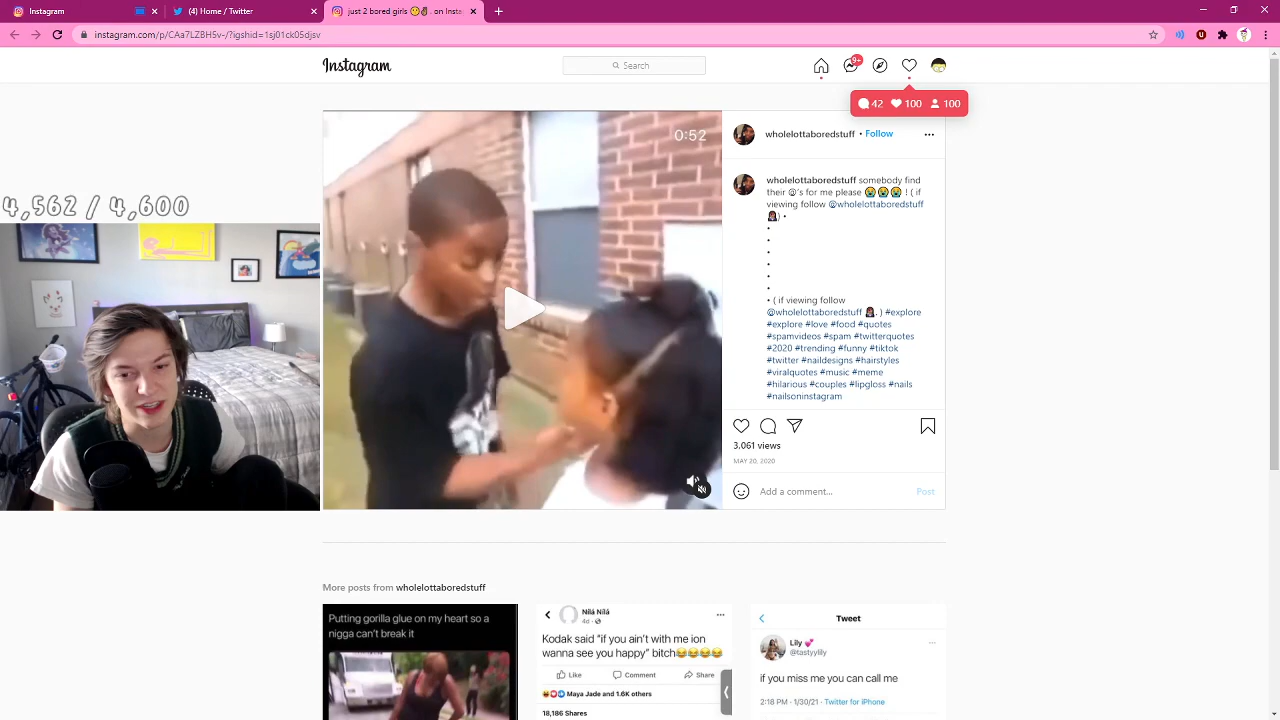 Instagram
(4) Home / Twitter
just 2 bored girls
on Insta
instagram.com/p/CAa7LZBH5v-/?igshid=1sj01ck05djsv
Instagram
Search
9+
42 100 100
0:52
wholelottaboredstuff • Follow
wholelottaboredstuff somebody find
their @'s for me please 😭😭😭 ! ( if
viewing follow @wholelottaboredstuff
) •
•
•
•
•
•
•
• ( if viewing follow
@wholelottaboredstuff . ) #explore
#explore #love #food #quotes
#spamvideos #spam #twitterquotes
#2020 #trending #funny #tiktok
#twitter #naildesigns #hairstyles
#viralquotes #music #meme
#hilarious #couples #lipgloss #nails
#nailsoninstagram
3,061 views
MAY 20, 2020
Add a comment... Post
4,562 / 4,600
More posts from wholelottaboredstuff
Putting gorilla glue on my heart so a
nigga can't break it
Nilá Nilá
4d
Kodak said "if you ain't with me ion
wanna see you happy" bitch😂😂😂😂
Like Comment Share
Maya Jade and 1.6K others
18,186 Shares
Tweet
Lily 💕
@tastyylily
if you miss me you can call me
2:18 PM · 1/30/21 · Twitter for iPhone